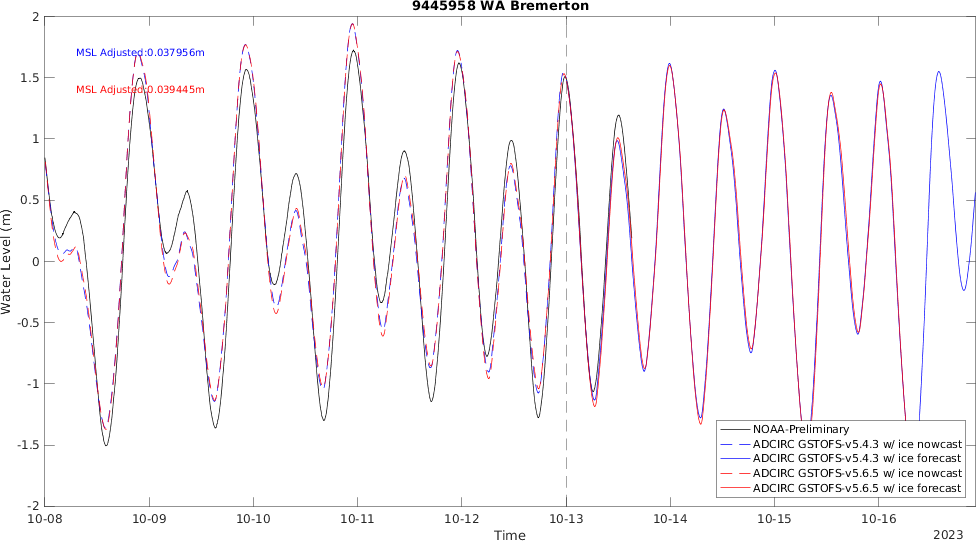 9445958 WA Bremerton
2
1.5
1
0.5
0
-0.5
-1
-1.5
-2
Water Level (m)
MSL Adjusted:0.037956m
MSL Adjusted:0.039445m
NOAA-Preliminary
ADCIRC GSTOFS-v5.4.3 w/ ice nowcast
ADCIRC GSTOFS-v5.4.3 w/ ice forecast
ADCIRC GSTOFS-v5.6.5 w/ ice nowcast
ADCIRC GSTOFS-v5.6.5 w/ ice forecast
10-08 10-09 10-10 10-11 10-12 10-13 10-14 10-15 10-16
Time
2023